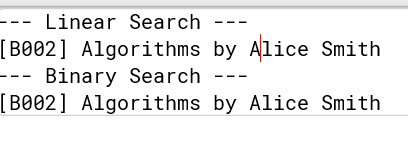 --- Linear Search ---
[B002] Algorithms by Alice Smith
--- Binary Search ---
[B002] Algorithms by Alice Smith